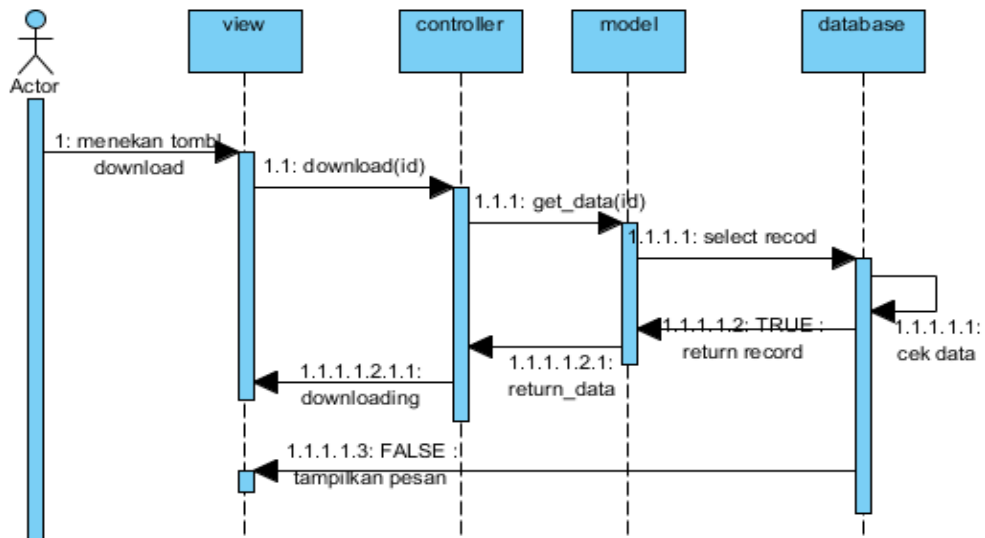 view
controller
model
database
Actor
1: menekan tombl
download
1.1: download(id)
1.1.1: get_data(id)
1.1.1.1: select recod
1.1.1.1.1:
cek data
1.1.1.1.2: TRUE :
return record
1.1.1.1.2.1:
return_data
1.1.1.1.2.1.1:
downloading
1.1.1.1.3: FALSE :
tampilkan pesan